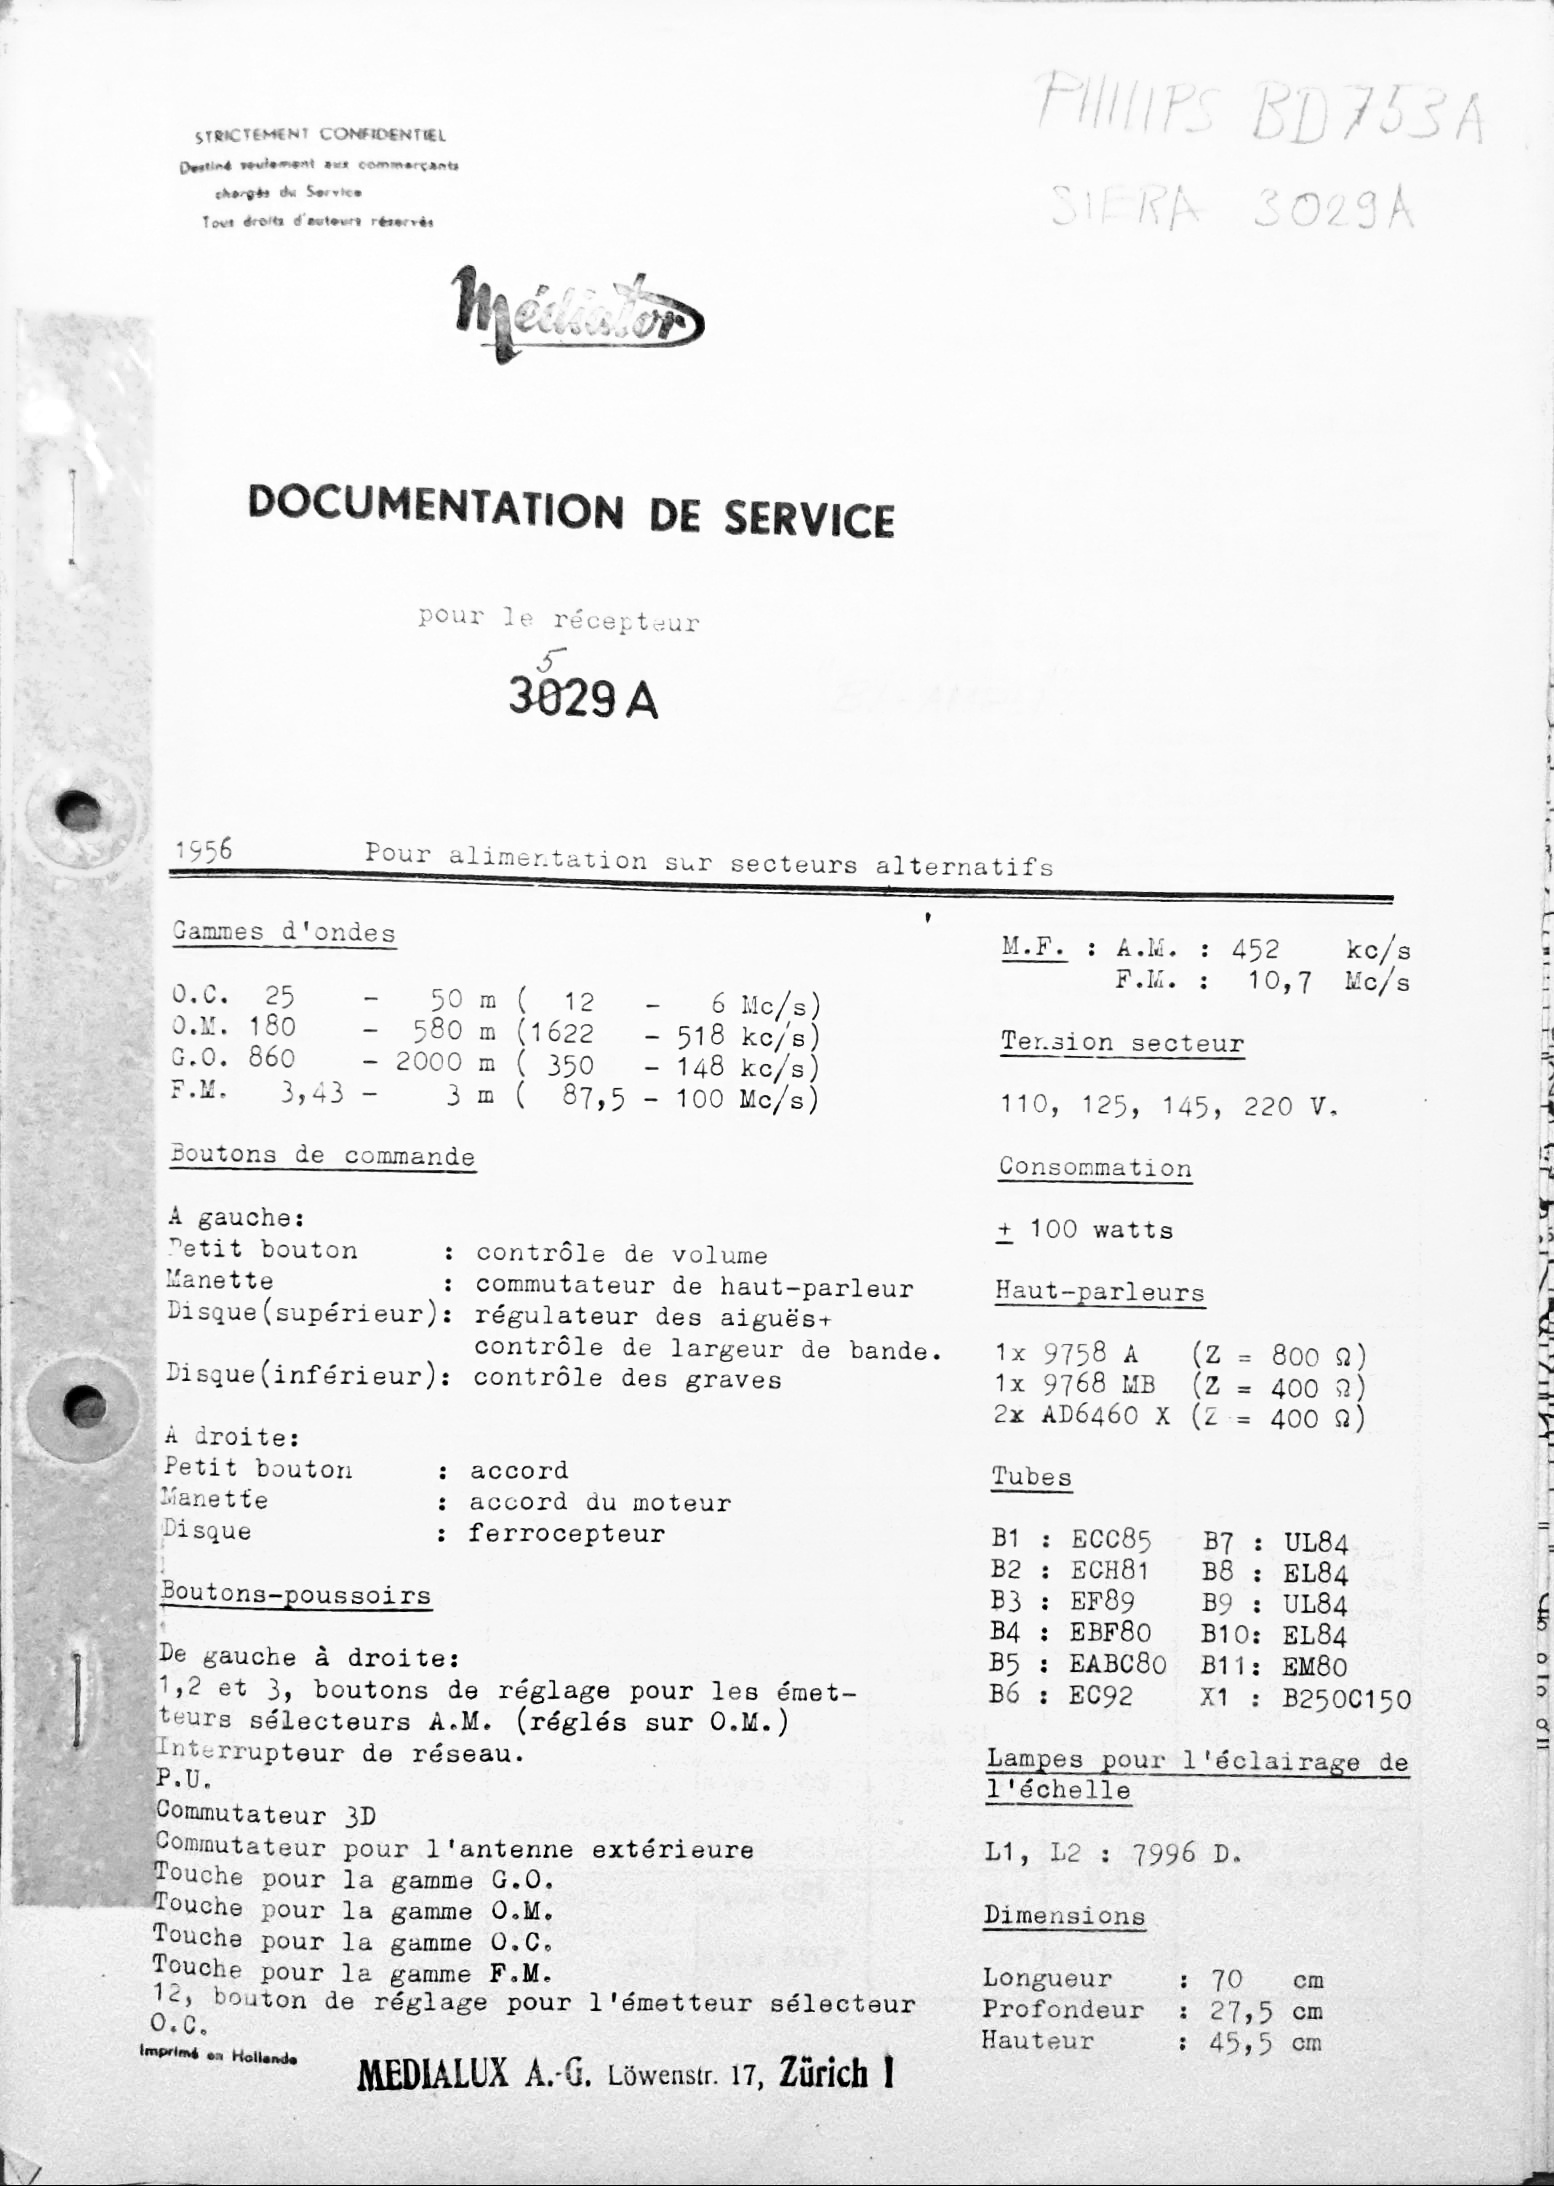 PHILIPS BD753A
SIERA 3029A
STRICTEMENT CONFIDENTIEL
Destiné seulement aux commerçants
chargés du Service
Tous droits d'auteurs réservés
Médiator
DOCUMENTATION DE SERVICE
pour le récepteur
5
3029A
1956 Pour alimentation sur secteurs alternatifs
Gammes d'ondes
O.C. 25 - 50 m ( 12 - 6 Mc/s)
O.M. 180 - 580 m (1622 - 518 kc/s)
G.O. 860 - 2000 m ( 350 - 148 kc/s)
F.M. 3,43 - 3 m ( 87,5 - 100 Mc/s)
Boutons de commande
A gauche:
Petit bouton : contrôle de volume
Manette : commutateur de haut-parleur
Disque(supérieur): régulateur des aiguës+
contrôle de largeur de bande.
Disque(inférieur): contrôle des graves
A droite:
Petit bouton : accord
Manette : accord du moteur
Disque : ferrocepteur
Boutons-poussoirs
De gauche à droite:
1,2 et 3, boutons de réglage pour les émet-
teurs sélecteurs A.M. (réglés sur O.M.)
Interrupteur de réseau.
P.U.
Commutateur 3D
Commutateur pour l'antenne extérieure
Touche pour la gamme G.O.
Touche pour la gamme O.M.
Touche pour la gamme O.C.
Touche pour la gamme F.M.
12, bouton de réglage pour l'émetteur sélecteur
O.C.
M.F. : A.M. : 452 kc/s
F.M. : 10,7 Mc/s
Tension secteur
110, 125, 145, 220 V.
Consommation
± 100 watts
Haut-parleurs
1x 9758 A (Z = 800 Ω)
1x 9768 MB (Z = 400 Ω)
2x AD6460 X (Z = 400 Ω)
Tubes
B1 : ECC85 B7 : UL84
B2 : ECH81 B8 : EL84
B3 : EF89 B9 : UL84
B4 : EBF80 B10: EL84
B5 : EABC80 B11: EM80
B6 : EC92 X1 : B250C150
Lampes pour l'éclairage de
l'échelle
L1, L2 : 7996 D.
Dimensions
Longueur : 70 cm
Profondeur : 27,5 cm
Hauteur : 45,5 cm
Imprimé en Hollande
MEDIALUX A.-G. Löwenstr. 17, Zürich 1